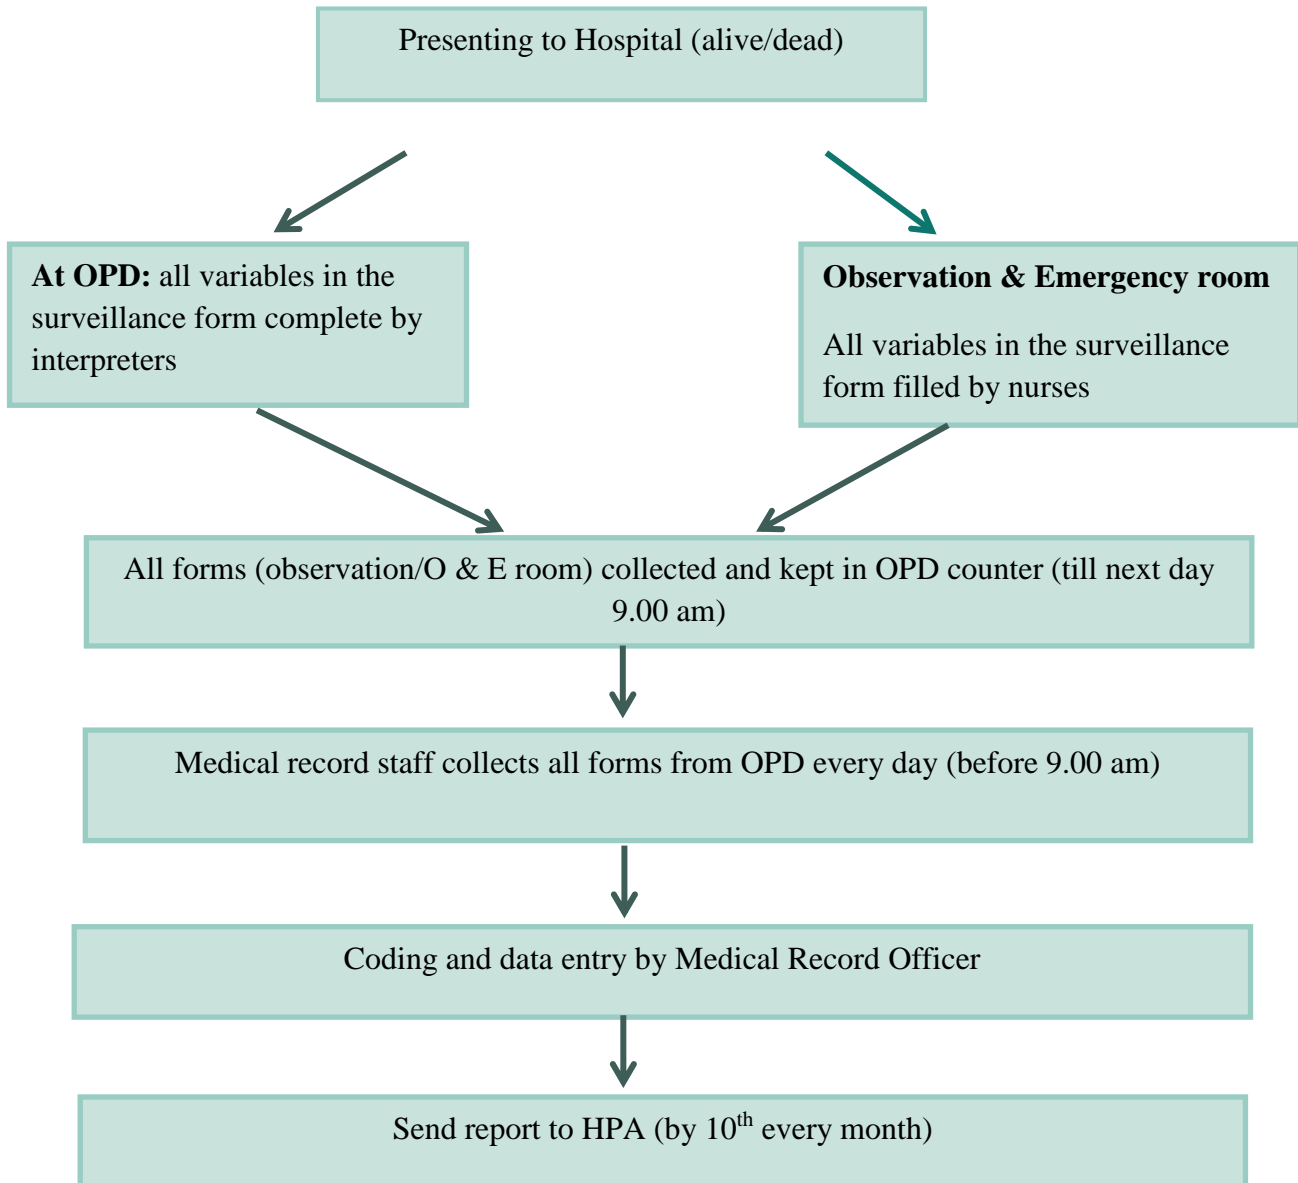 Presenting to Hospital (alive/dead)
At OPD: all variables in the
surveillance form complete by
interpreters
Observation & Emergency room
All variables in the surveillance
form filled by nurses
All forms (observation/O & E room) collected and kept in OPD counter (till next day
9.00 am)
Medical record staff collects all forms from OPD every day (before 9.00 am)
Coding and data entry by Medical Record Officer
Send report to HPA (by 10th every month)